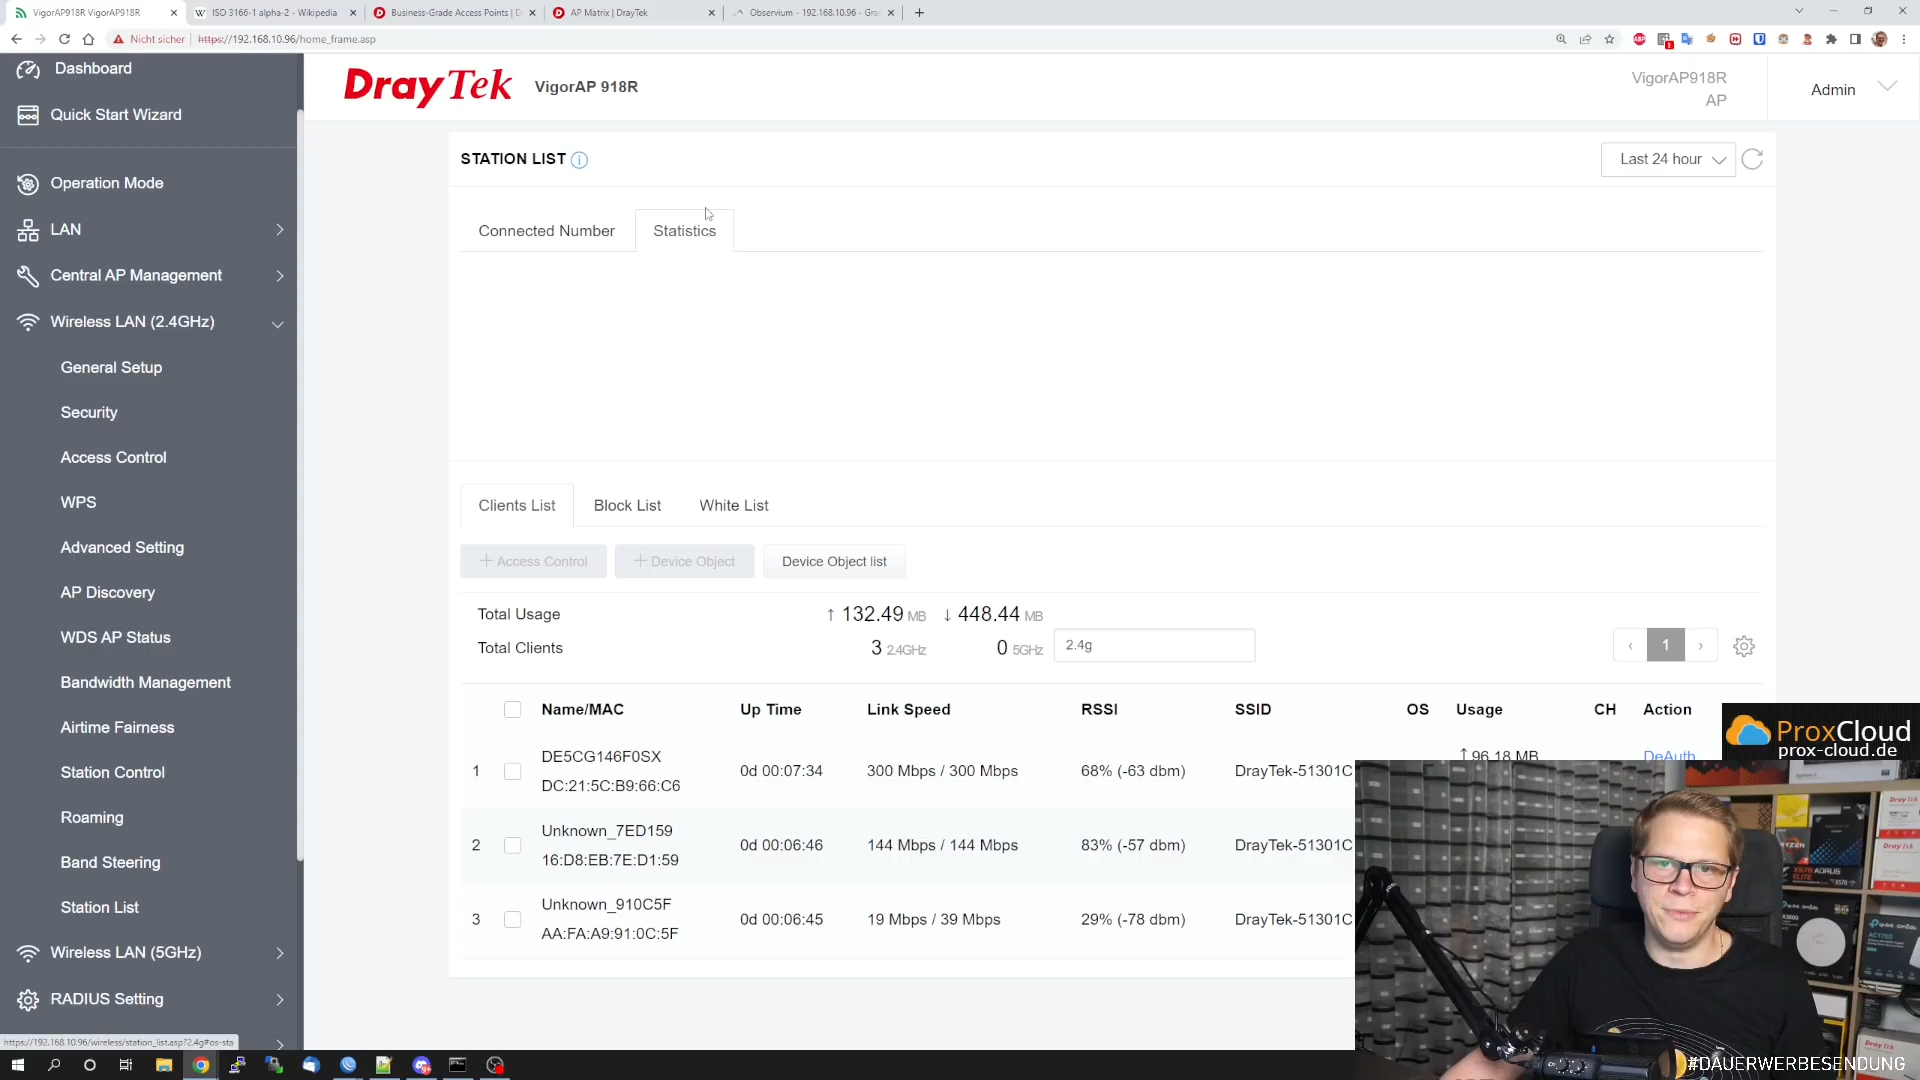 VigorAP918R VigorAP918R
ISO 3166-1 alpha-2 - Wikipedia
Business-Grade Access Points | D
AP Matrix | DrayTek
Observium - 192.168.10.96 - Gra
Nicht sicher
https://192.168.10.96/home_frame.asp
Dashboard
Quick Start Wizard
Operation Mode
LAN
Central AP Management
Wireless LAN (2.4GHz)
General Setup
Security
Access Control
WPS
Advanced Setting
AP Discovery
WDS AP Status
Bandwidth Management
Airtime Fairness
Station Control
Roaming
Band Steering
Station List
Wireless LAN (5GHz)
RADIUS Setting
https://192.168.10.96/wireless/station_list.asp?2.4g#os-sta
DrayTek VigorAP 918R
VigorAP918R
AP
Admin
STATION LIST
Last 24 hour
Connected Number Statistics
Clients List Block List White List
+ Access Control + Device Object Device Object list
Total Usage ↑ 132.49 MB ↓ 448.44 MB
Total Clients 3 2.4GHz 0 5GHz 2.4g
‹ 1 ›
Name/MAC Up Time Link Speed RSSI SSID OS Usage CH Action
1 DE5CG146F0SX DC:21:5C:B9:66:C6 0d 00:07:34 300 Mbps / 300 Mbps 68% (-63 dbm) DrayTek-51301C ↑96.18 MB DeAuth
2 Unknown_7ED159 16:D8:EB:7E:D1:59 0d 00:06:46 144 Mbps / 144 Mbps 83% (-57 dbm) DrayTek-51301C
3 Unknown_910C5F AA:FA:A9:91:0C:5F 0d 00:06:45 19 Mbps / 39 Mbps 29% (-78 dbm) DrayTek-51301C
ProxCloud
prox-cloud.de
#DAUERWERBESENDUNG